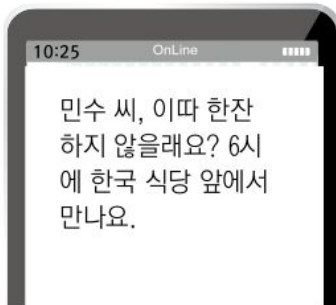 10:25 OnLine
민수 씨, 이따 한잔
하지 않을래요? 6시
에 한국 식당 앞에서
만나요.